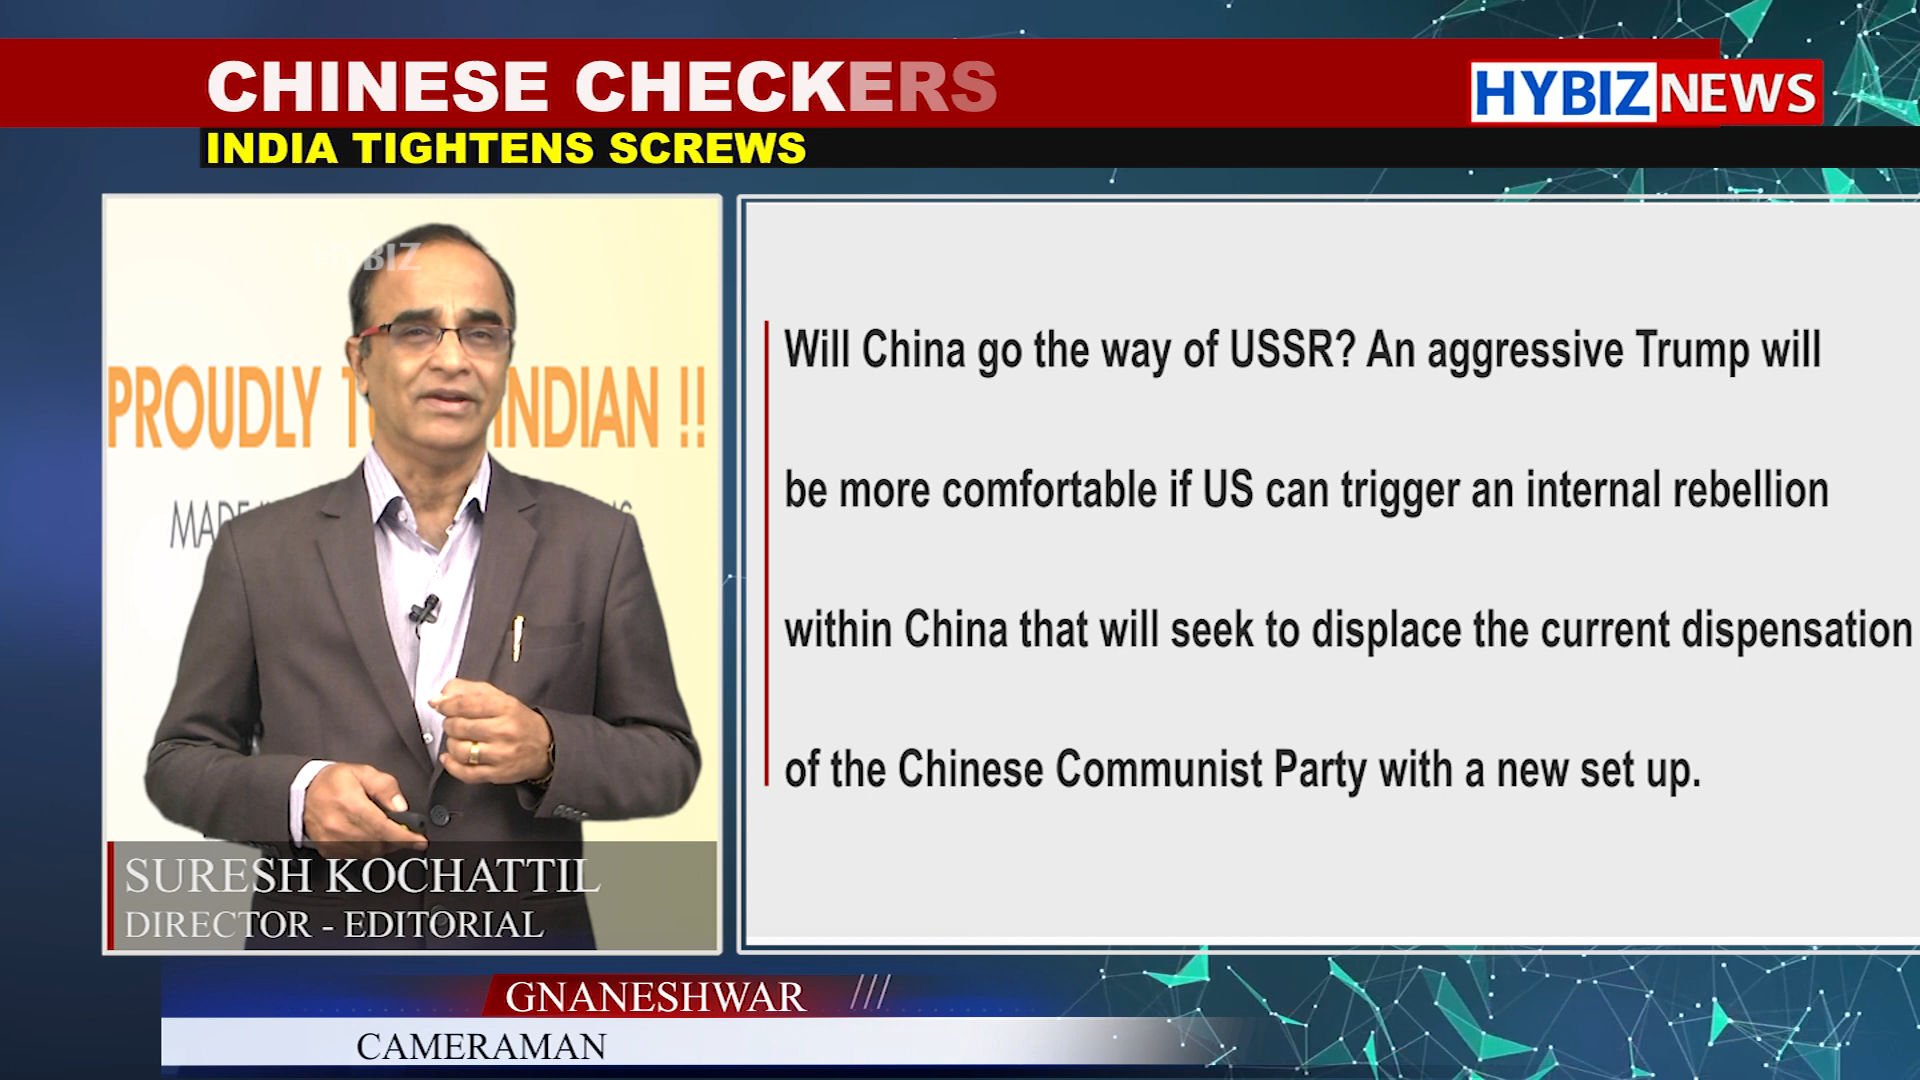 CHINESE CHECKERS
HYBIZ NEWS
INDIA TIGHTENS SCREWS
HYBIZ
PROUDLY INDIAN !!
Will China go the way of USSR? An aggressive Trump will
be more comfortable if US can trigger an internal rebellion
within China that will seek to displace the current dispensation
of the Chinese Communist Party with a new set up.
SURESH KOCHATTIL
DIRECTOR - EDITORIAL
GNANESHWAR ///
CAMERAMAN